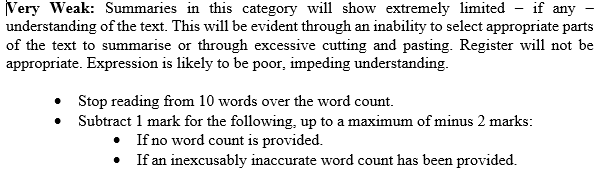 Very Weak: Summaries in this category will show extremely limited – if any –
understanding of the text. This will be evident through an inability to select appropriate parts
of the text to summarise or through excessive cutting and pasting. Register will not be
appropriate. Expression is likely to be poor, impeding understanding.
• Stop reading from 10 words over the word count.
• Subtract 1 mark for the following, up to a maximum of minus 2 marks:
• If no word count is provided.
• If an inexcusably inaccurate word count has been provided.